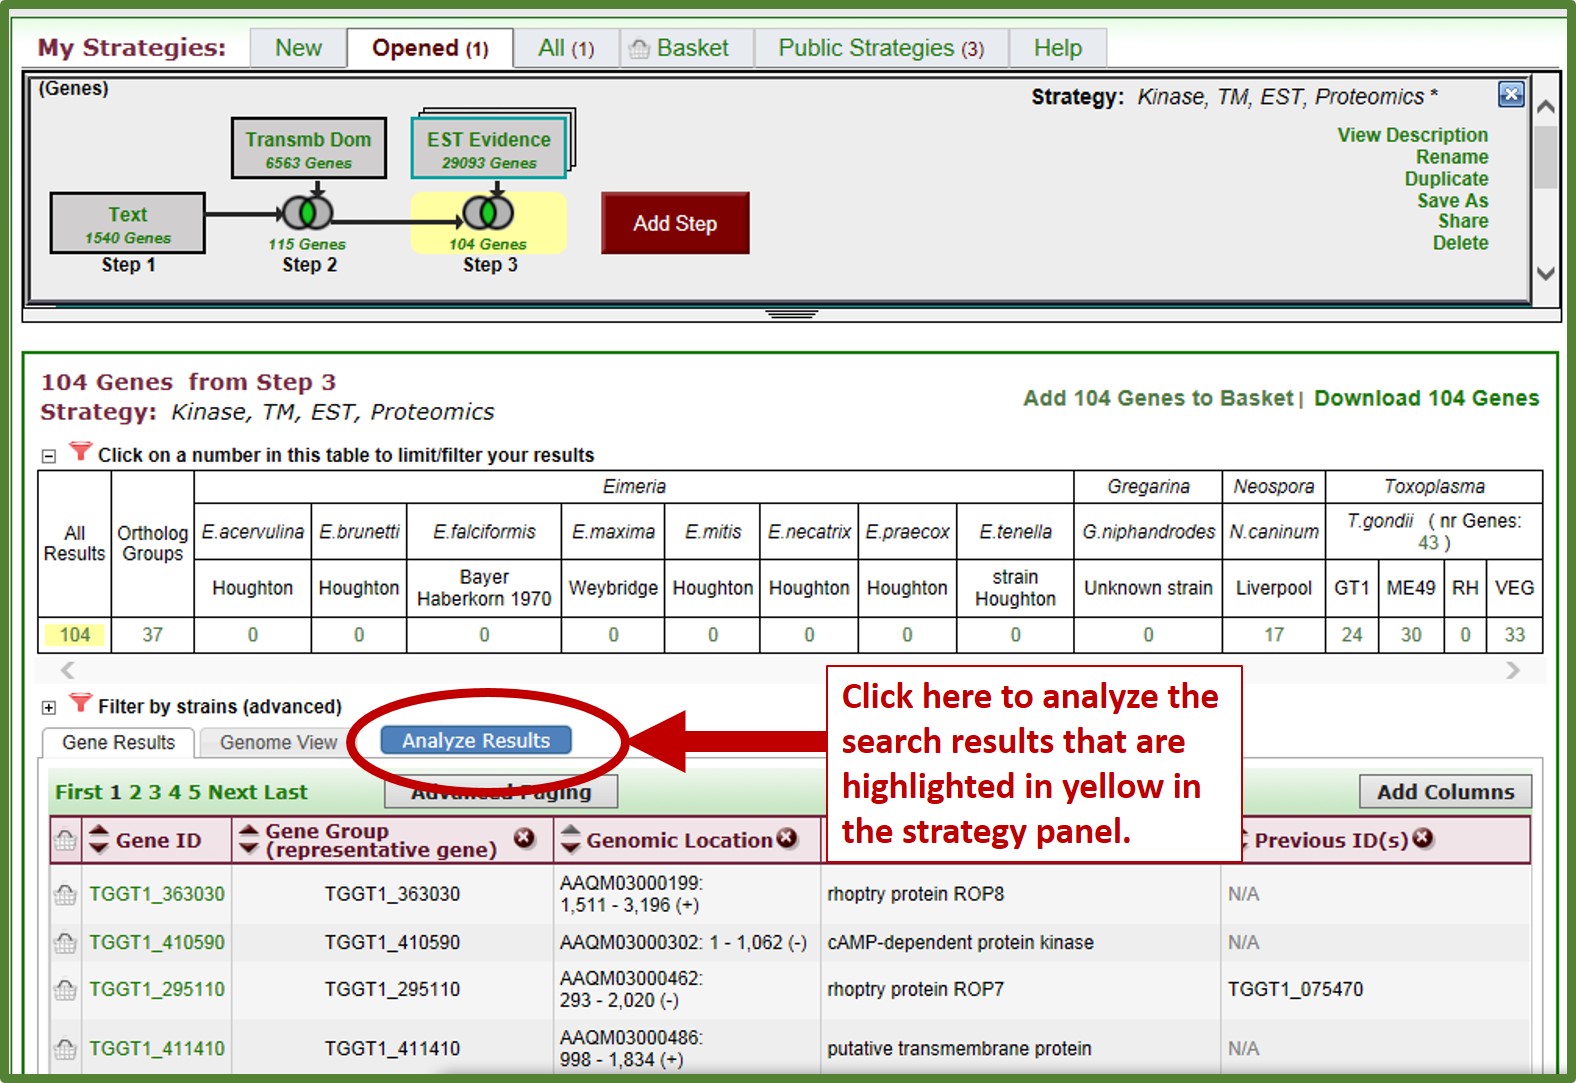 My Strategies: New Opened (1) All (1) Basket Public Strategies (3) Help
(Genes)
Strategy: Kinase, TM, EST, Proteomics *
View Description
Rename
Duplicate
Save As
Share
Delete
Transmb Dom
6563 Genes
EST Evidence
29093 Genes
Text
1540 Genes
115 Genes
104 Genes
Step 1
Step 2
Step 3
Add Step
104 Genes from Step 3
Strategy: Kinase, TM, EST, Proteomics
Add 104 Genes to Basket | Download 104 Genes
Click on a number in this table to limit/filter your results
All Results
Ortholog Groups
Eimeria Gregarina Neospora Toxoplasma
E.acervulina E.brunetti E.falciformis E.maxima E.mitis E.necatrix E.praecox E.tenella G.niphandrodes N.caninum T.gondii ( nr Genes: 43 )
Houghton Houghton Bayer Haberkorn 1970 Weybridge Houghton Houghton Houghton strain Houghton Unknown strain Liverpool GT1 ME49 RH VEG
104 37 0 0 0 0 0 0 0 0 0 17 24 30 0 33
Filter by strains (advanced)
Gene Results Genome View Analyze Results
Click here to analyze the
search results that are
highlighted in yellow in
the strategy panel.
First 1 2 3 4 5 Next Last Advanced Paging Add Columns
Gene ID Gene Group (representative gene) Genomic Location Previous ID(s)
TGGT1_363030 TGGT1_363030 AAQM03000199: 1,511 - 3,196 (+) rhoptry protein ROP8 N/A
TGGT1_410590 TGGT1_410590 AAQM03000302: 1 - 1,062 (-) cAMP-dependent protein kinase N/A
TGGT1_295110 TGGT1_295110 AAQM03000462: 293 - 2,020 (-) rhoptry protein ROP7 TGGT1_075470
TGGT1_411410 TGGT1_411410 AAQM03000486: 998 - 1,834 (+) putative transmembrane protein N/A